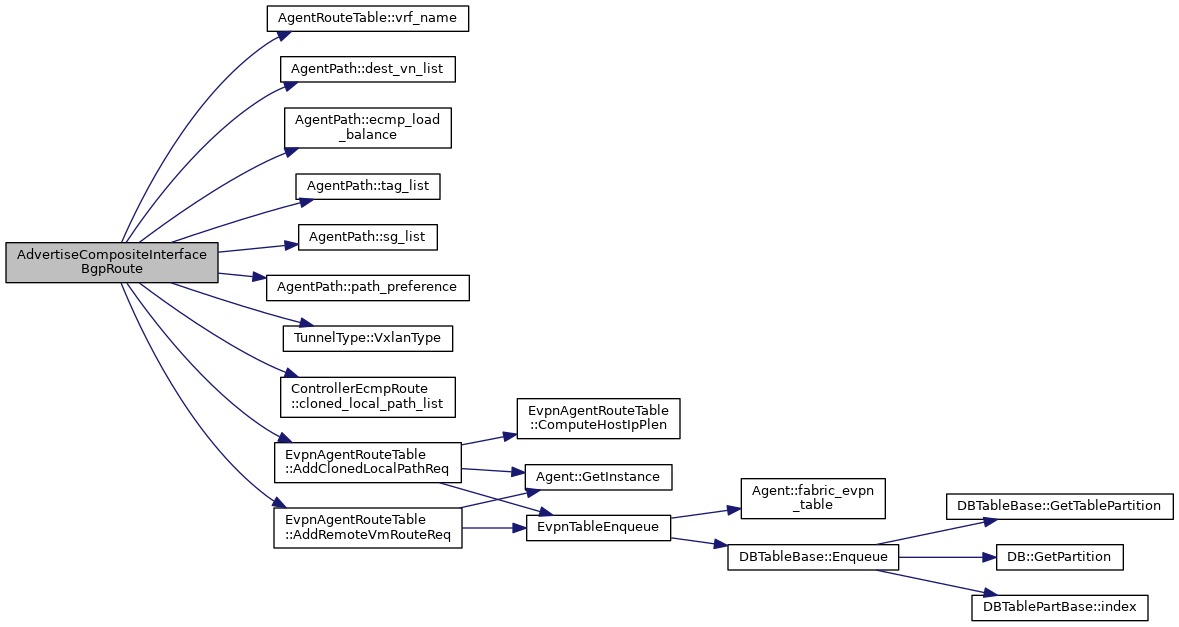 AgentRouteTable::vrf_name
AgentPath::dest_vn_list
AgentPath::ecmp_load
_balance
AgentPath::tag_list
AgentPath::sg_list
AdvertiseCompositeInterface
BgpRoute
AgentPath::path_preference
TunnelType::VxlanType
ControllerEcmpRoute
::cloned_local_path_list
EvpnAgentRouteTable
::AddClonedLocalPathReq
EvpnAgentRouteTable
::AddRemoteVmRouteReq
EvpnAgentRouteTable
::ComputeHostIpPlen
Agent::GetInstance
EvpnTableEnqueue
Agent::fabric_evpn
_table
DBTableBase::Enqueue
DBTableBase::GetTablePartition
DB::GetPartition
DBTablePartBase::index